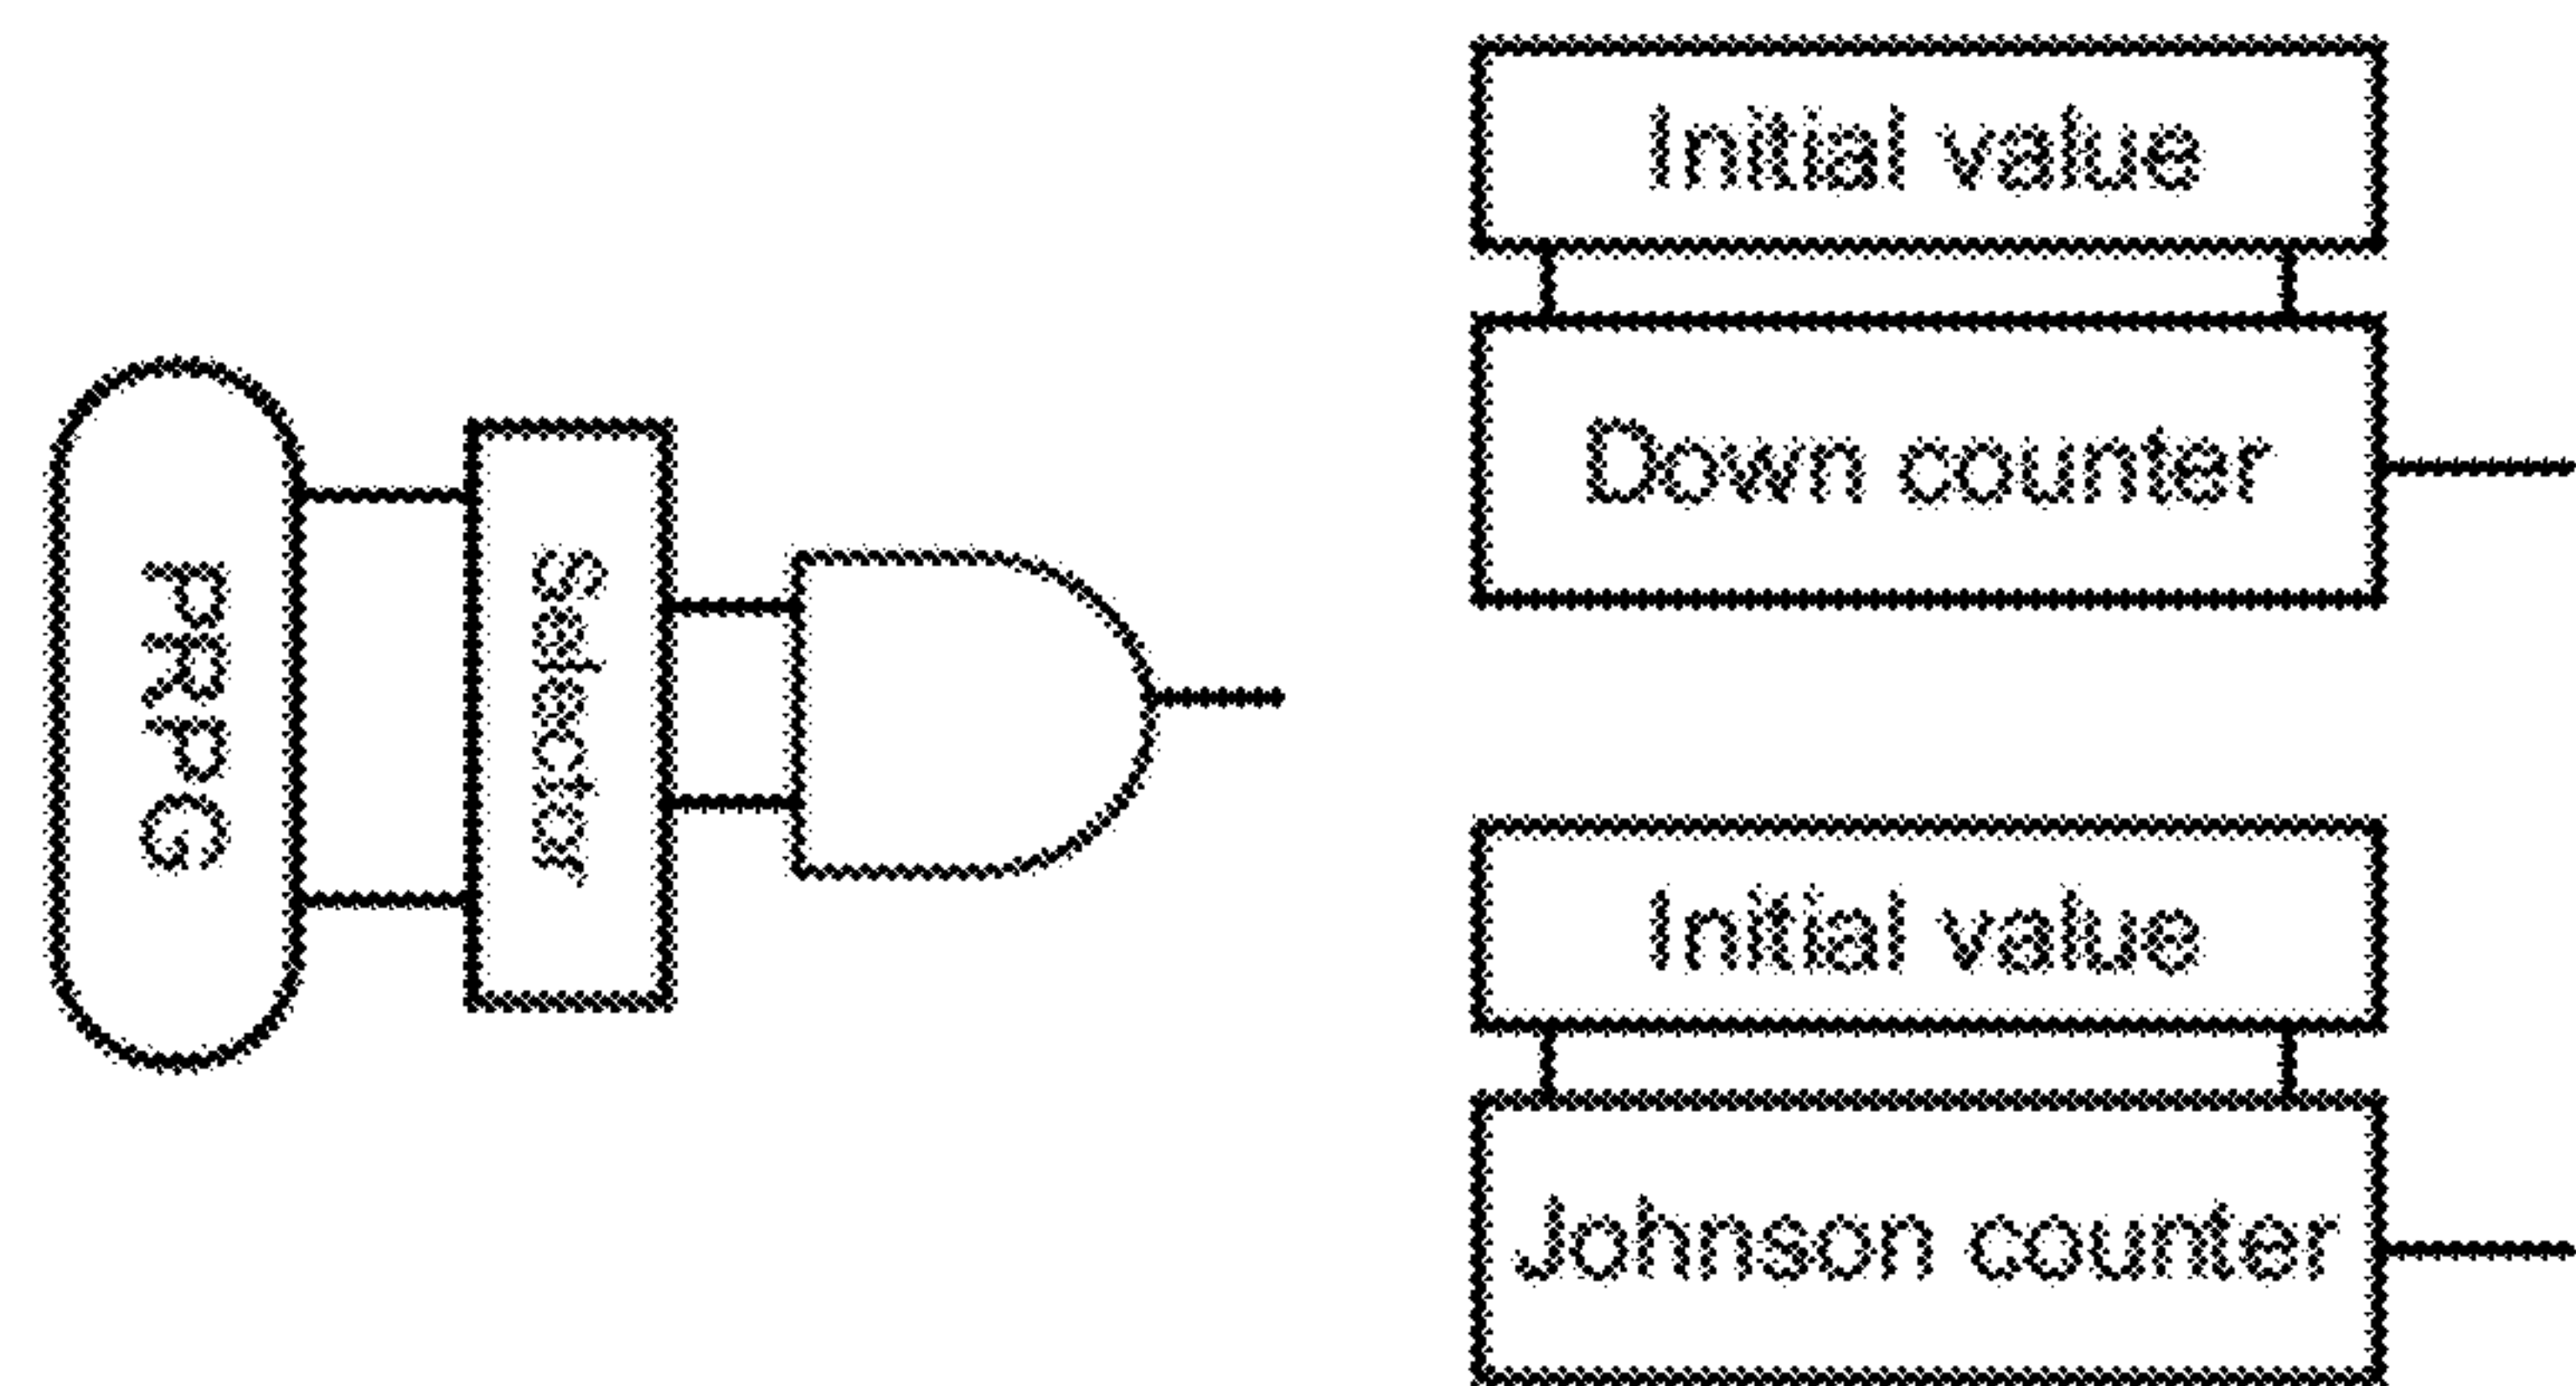 PRPG
Selector
Initial value
Down counter
Initial value
Johnson counter